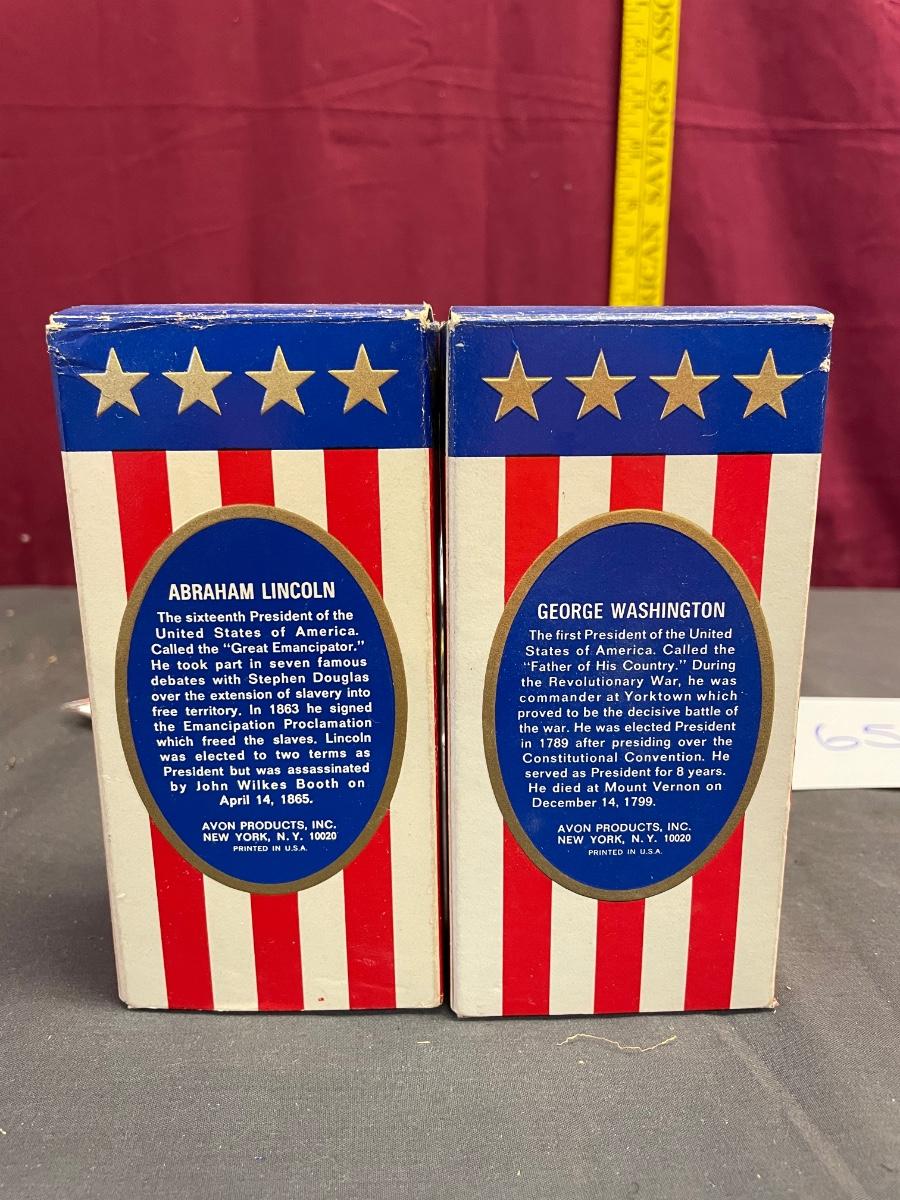 ABRAHAM LINCOLN
The sixteenth President of the
United States of America.
Called the "Great Emancipator."
He took part in seven famous
debates with Stephen Douglas
over the extension of slavery into
free territory. In 1863 he signed
the Emancipation Proclamation
which freed the slaves. Lincoln
was elected to two terms as
President but was assassinated
by John Wilkes Booth on
April 14, 1865.
AVON PRODUCTS, INC.
NEW YORK, N.Y. 10020
PRINTED IN U.S.A.
GEORGE WASHINGTON
The first President of the United
States of America. Called the
"Father of His Country." During
the Revolutionary War, he was
commander at Yorktown which
proved to be the decisive battle of
the war. He was elected President
in 1789 after presiding over the
Constitutional Convention. He
served as President for 8 years.
He died at Mount Vernon on
December 14, 1799.
AVON PRODUCTS, INC.
NEW YORK, N.Y. 10020
PRINTED IN U.S.A.
RICAN SAVINGS ASSO
65